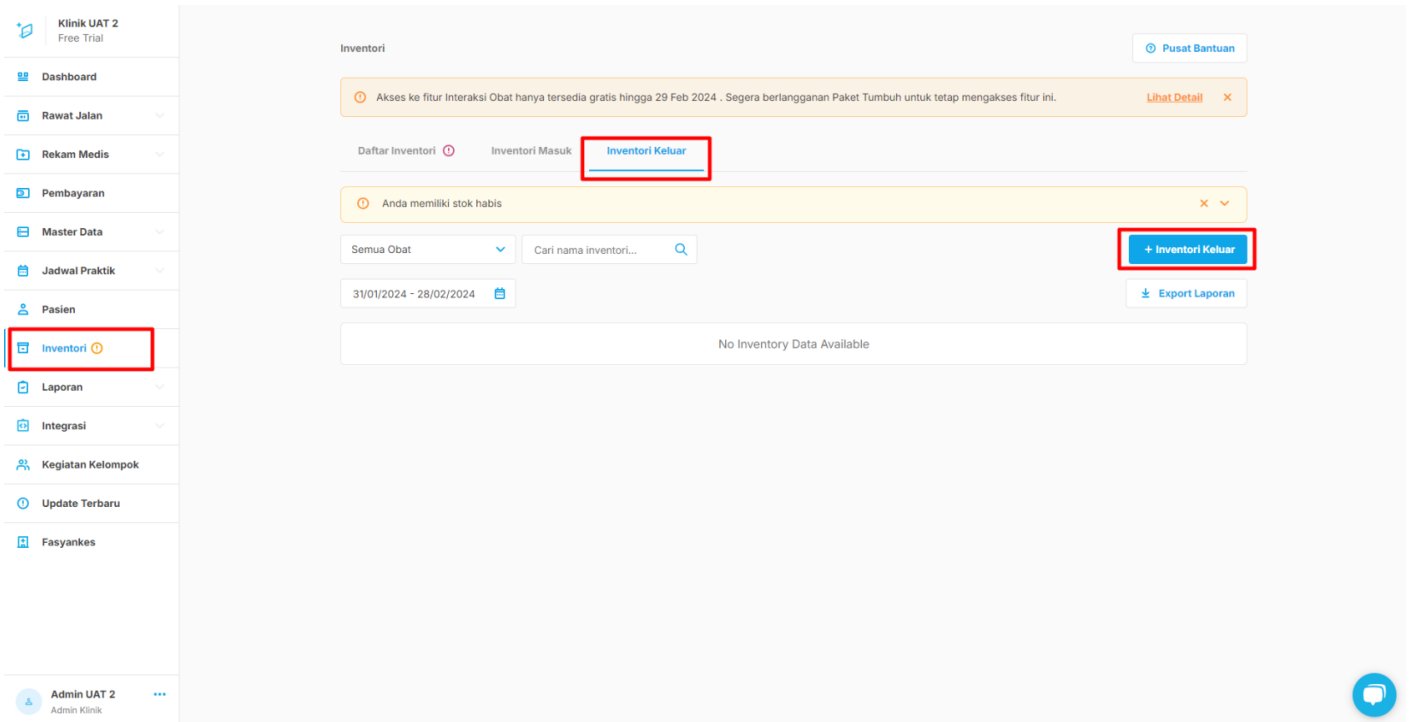 Klinik UAT 2
Free Trial
Dashboard
Rawat Jalan
Rekam Medis
Pembayaran
Master Data
Jadwal Praktik
Pasien
Inventori
Laporan
Integrasi
Kegiatan Kelompok
Update Terbaru
Fasyankes
Admin UAT 2
Admin Klinik
Inventori
Pusat Bantuan
Akses ke fitur Interaksi Obat hanya tersedia gratis hingga 29 Feb 2024 . Segera berlangganan Paket Tumbuh untuk tetap mengakses fitur ini. Lihat Detail
Daftar Inventori Inventori Masuk Inventori Keluar
Anda memiliki stok habis
Semua Obat Cari nama inventori... + Inventori Keluar
31/01/2024 - 28/02/2024 Export Laporan
No Inventory Data Available